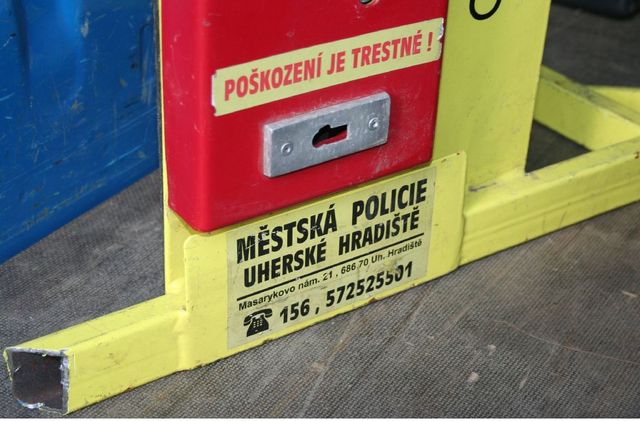 POŠKOZENÍ JE TRESTNÉ !
MĚSTSKÁ POLICIE
UHERSKÉ HRADIŠTĚ
Masarykovo nám. 21 , 686 70 Uh. Hradiště
156 , 572525501